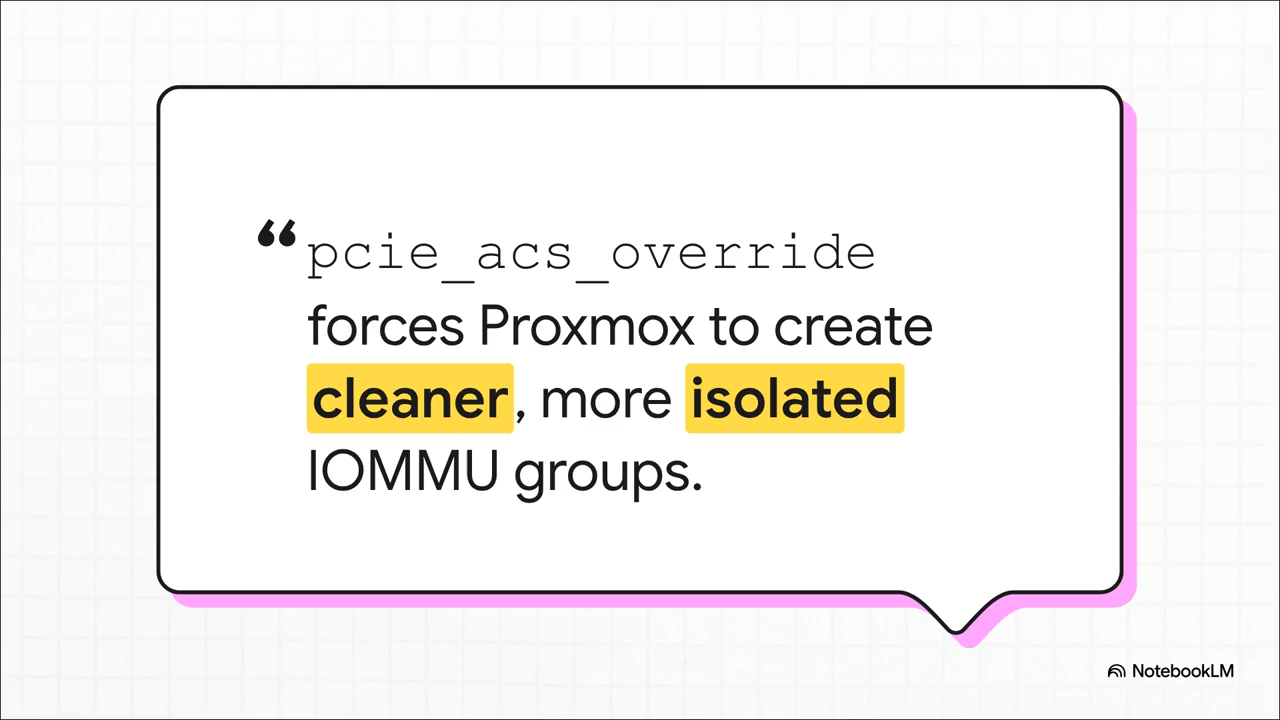 “pcie_acs_override
forces Proxmox to create
cleaner, more isolated
IOMMU groups.
NotebookLM